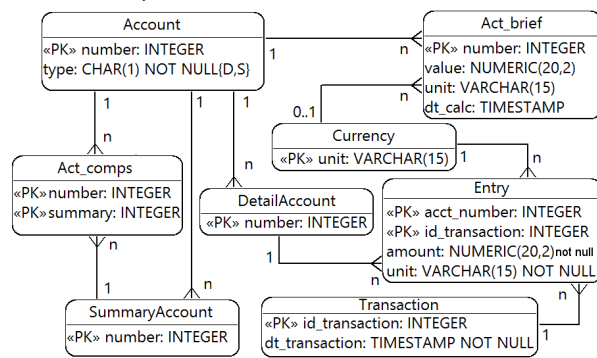 Account
«PK» number: INTEGER
type: CHAR(1) NOT NULL{D,S}
Act_brief
«PK» number: INTEGER
value: NUMERIC(20,2)
unit: VARCHAR(15)
dt_calc: TIMESTAMP
1
n
1
1
1
n
0..1
Currency
«PK» unit: VARCHAR(15)
1
n
n
n
Act_comps
«PK»number: INTEGER
«PK»summary: INTEGER
DetailAccount
«PK» number: INTEGER
Entry
«PK» acct_number: INTEGER
«PK» id_transaction: INTEGER
amount: NUMERIC(20,2)not null
unit: VARCHAR(15) NOT NULL
n
1
n
1
n
n
SummaryAccount
«PK» number: INTEGER
Transaction
«PK» id_transaction: INTEGER
dt_transaction: TIMESTAMP NOT NULL
1